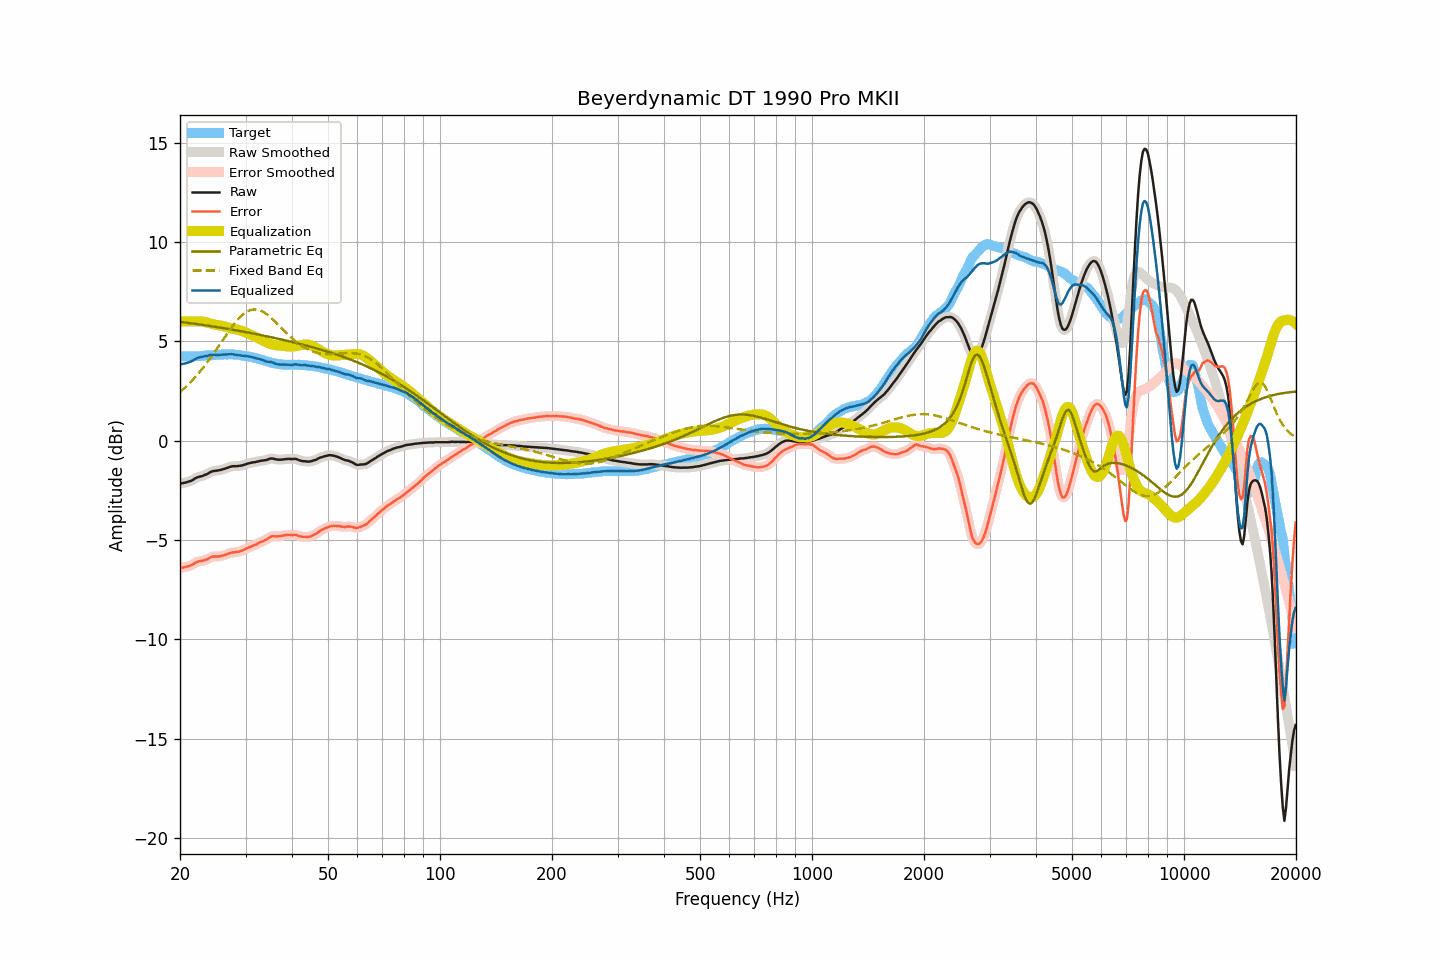 Beyerdynamic DT 1990 Pro MKII
Target
Raw Smoothed
Error Smoothed
Raw
Error
Equalization
Parametric Eq
Fixed Band Eq
Equalized
15
10
5
0
−5
−10
−15
−20
Amplitude (dBr)
20 50 100 200 500 1000 2000 5000 10000 20000
Frequency (Hz)